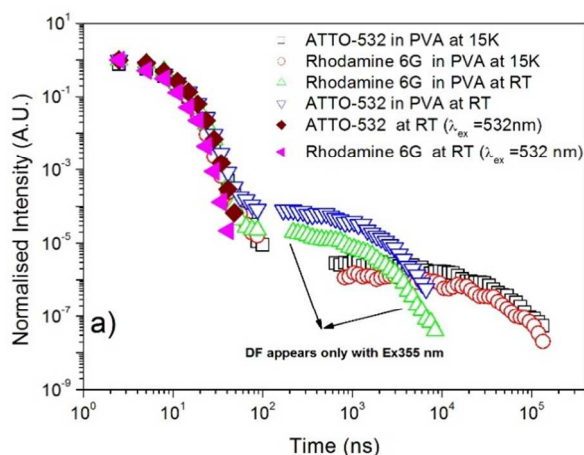 ATTO-532 in PVA at 15K
Rhodamine 6G in PVA at 15K
Rhodamine 6G in PVA at RT
ATTO-532 in PVA at RT
ATTO-532 at RT (λex =532nm)
Rhodamine 6G at RT (λex =532 nm)
Normalised Intensity (A.U.)
10^1
10^-1
10^-3
10^-5
10^-7
10^-9
a)
DF appears only with Ex355 nm
10^0 10^1 10^2 10^3 10^4 10^5
Time (ns)